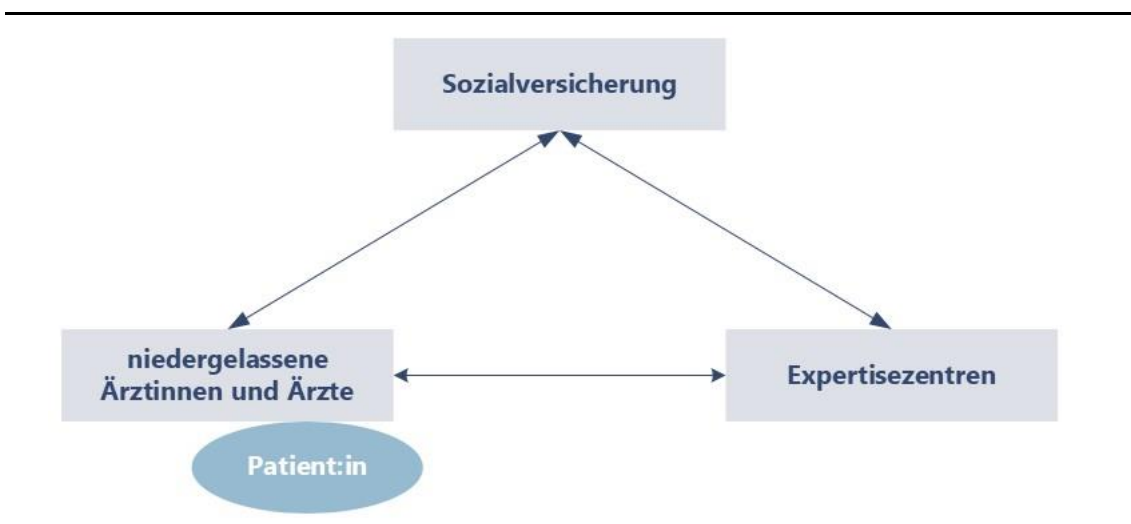 Sozialversicherung
niedergelassene
Ärztinnen und Ärzte
Expertisezentren
Patient:in